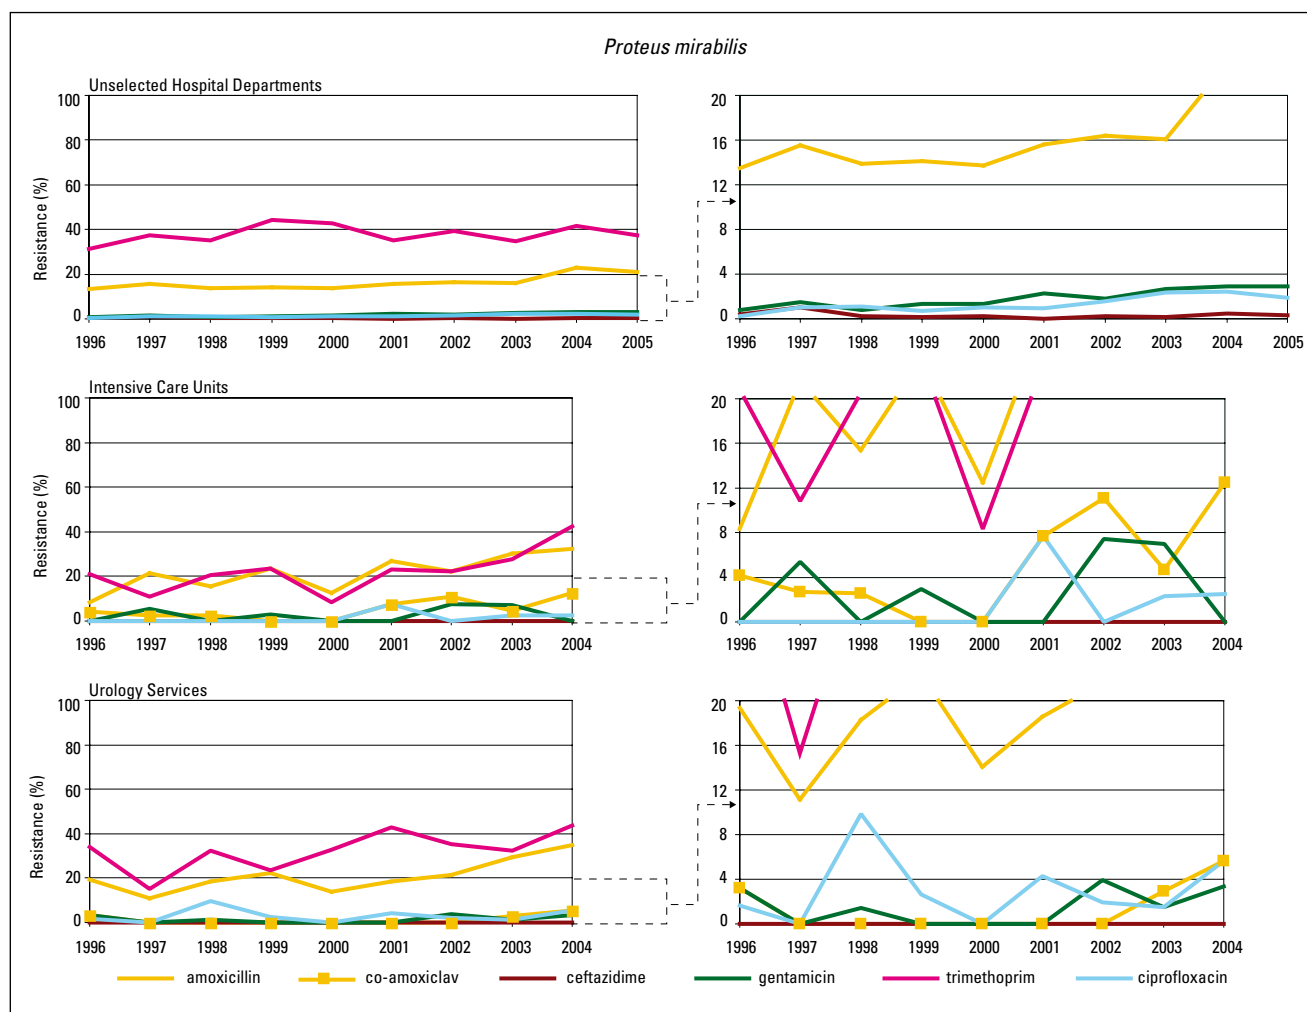 Proteus mirabilis
Unselected Hospital Departments
100
80
60
40
20
0
Resistance (%)
1996 1997 1998 1999 2000 2001 2002 2003 2004 2005
20
16
12
8
4
0
1996 1997 1998 1999 2000 2001 2002 2003 2004 2005
Intensive Care Units
100
80
60
40
20
0
Resistance (%)
1996 1997 1998 1999 2000 2001 2002 2003 2004
20
16
12
8
4
0
1996 1997 1998 1999 2000 2001 2002 2003 2004
Urology Services
100
80
60
40
20
0
Resistance (%)
1996 1997 1998 1999 2000 2001 2002 2003 2004
20
16
12
8
4
0
1996 1997 1998 1999 2000 2001 2002 2003 2004
amoxicillin co-amoxiclav ceftazidime gentamicin trimethoprim ciprofloxacin